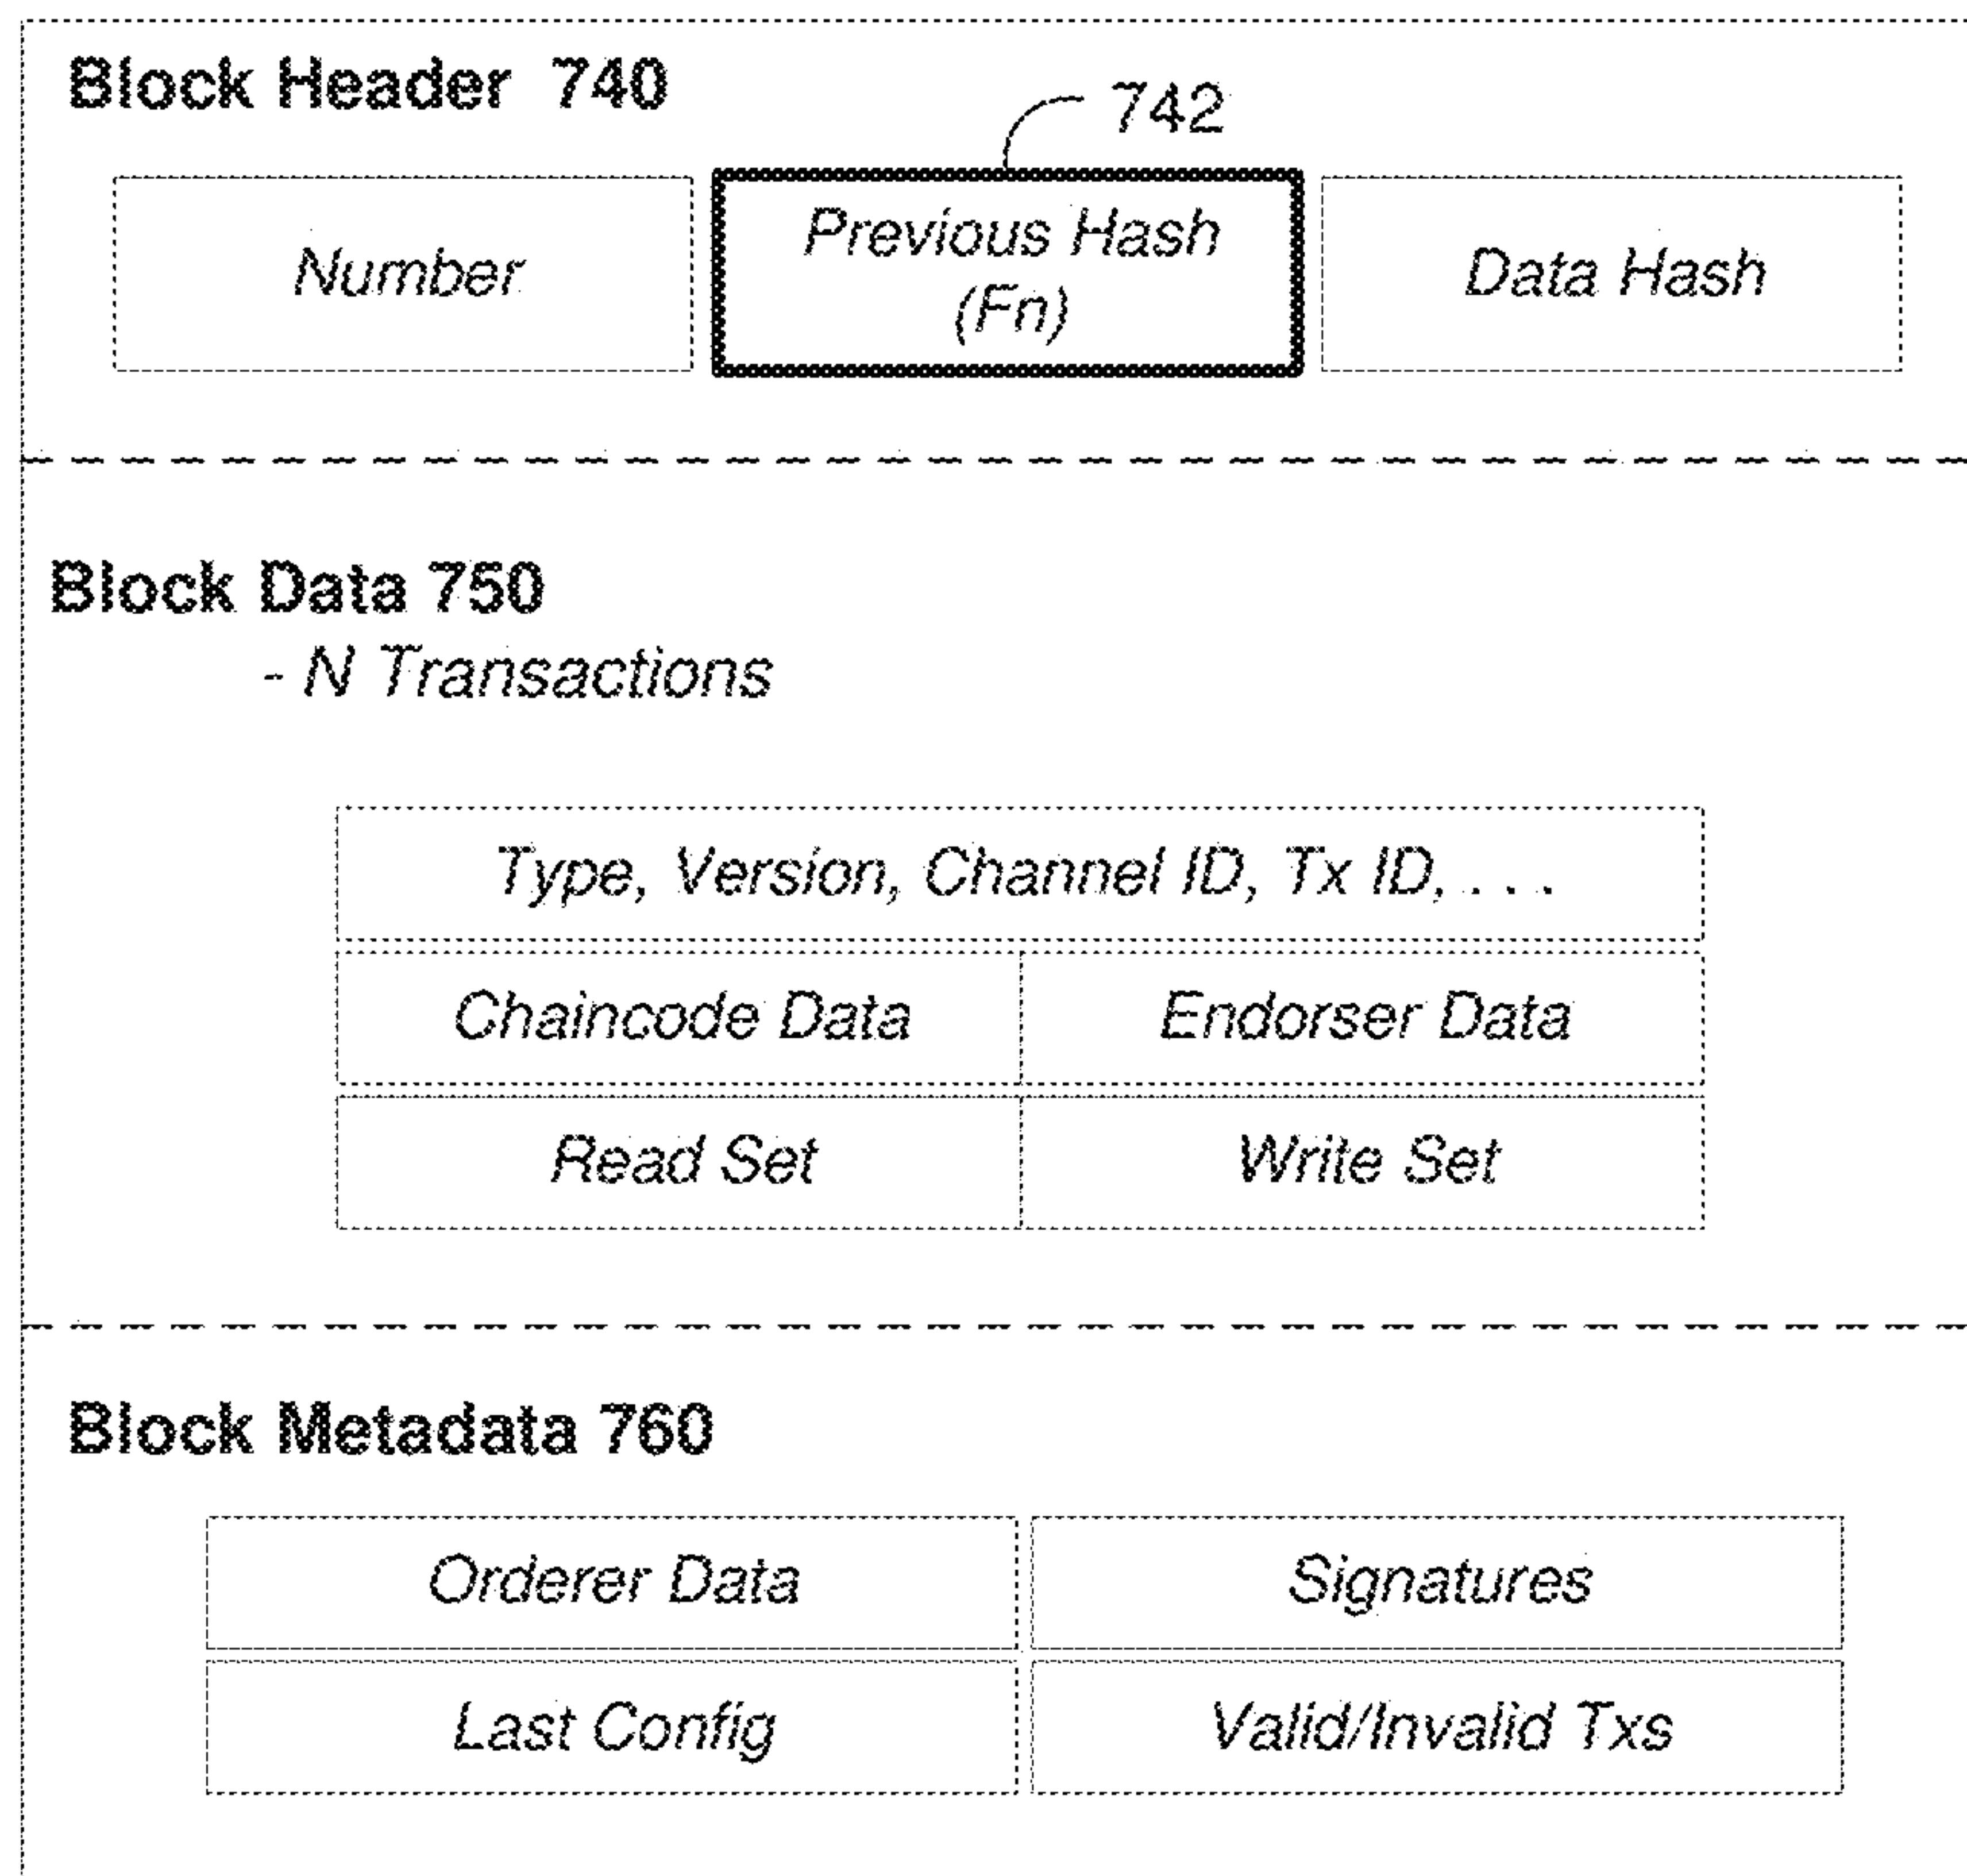 Block Header 740
742
Number
Previous Hash
(Fn)
Data Hash
Block Data 750
- N Transactions
Type, Version, Channel ID, Tx ID, . . .
Chaincode Data
Endorser Data
Read Set
Write Set
Block Metadata 760
Orderer Data
Signatures
Last Config
Valid/Invalid Txs